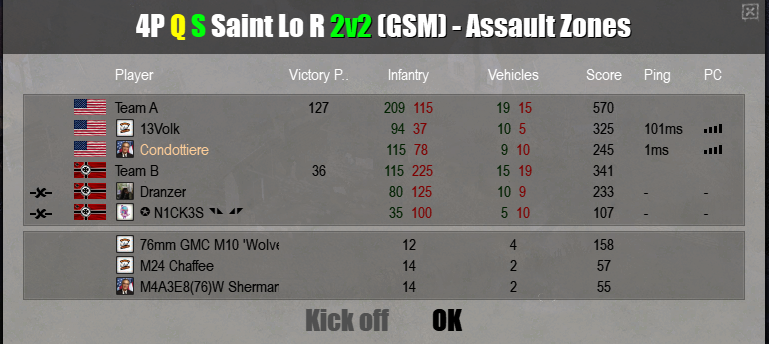 4P Q S Saint Lo R 2v2 (GSM) - Assault Zones
Player Victory P.. Infantry Vehicles Score Ping PC
Team A 127 209 115 19 15 570
13Volk 94 37 10 5 325 101ms
Condottiere 115 78 9 10 245 1ms
Team B 36 115 225 15 19 341
Dranzer 80 125 10 9 233 - -
✪ N1CK3S ◥◣ ◢◤ 35 100 5 10 107 - -
76mm GMC M10 'Wolve 12 4 158
M24 Chaffee 14 2 57
M4A3E8(76)W Sherman 14 2 55
Kick off OK